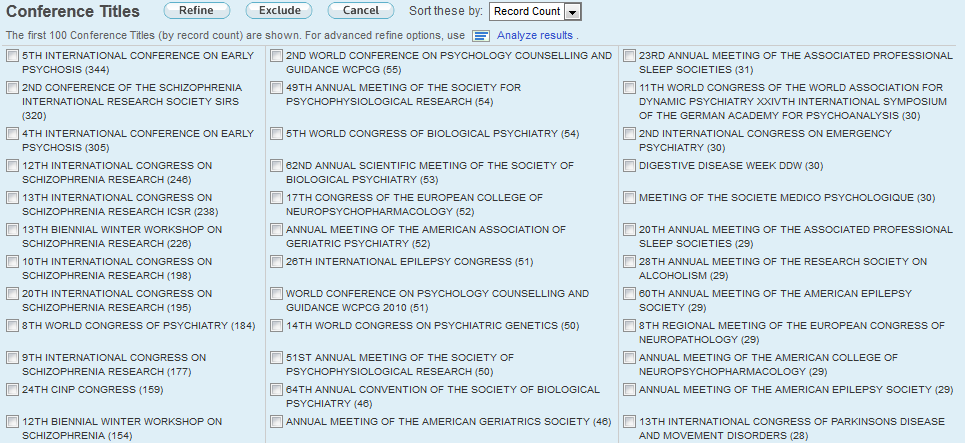 Conference Titles Refine Exclude Cancel Sort these by: Record Count
The first 100 Conference Titles (by record count) are shown. For advanced refine options, use Analyze results .
5TH INTERNATIONAL CONFERENCE ON EARLY
PSYCHOSIS (344)
2ND CONFERENCE OF THE SCHIZOPHRENIA
INTERNATIONAL RESEARCH SOCIETY SIRS
(320)
4TH INTERNATIONAL CONFERENCE ON EARLY
PSYCHOSIS (305)
12TH INTERNATIONAL CONGRESS ON
SCHIZOPHRENIA RESEARCH (246)
13TH INTERNATIONAL CONGRESS ON
SCHIZOPHRENIA RESEARCH ICSR (238)
13TH BIENNIAL WINTER WORKSHOP ON
SCHIZOPHRENIA RESEARCH (226)
10TH INTERNATIONAL CONGRESS ON
SCHIZOPHRENIA RESEARCH (198)
20TH INTERNATIONAL CONGRESS ON
SCHIZOPHERNIA RESEARCH (195)
8TH WORLD CONGRESS OF PSYCHIATRY (184)
9TH INTERNATIONAL CONGRESS ON
SCHIZOPHRENIA RESEARCH (177)
24TH CINP CONGRESS (159)
12TH BIENNIAL WINTER WORKSHOP ON
SCHIZOPHRENIA (154)
2ND WORLD CONFERENCE ON PSYCHOLOGY COUNSELLING AND
GUIDANCE WCPCG (55)
49TH ANNUAL MEETING OF THE SOCIETY FOR
PSYCHOPHYSIOLOGICAL RESEARCH (54)
5TH WORLD CONGRESS OF BIOLOGICAL PSYCHIATRY (54)
62ND ANNUAL SCIENTIFIC MEETING OF THE SOCIETY OF
BIOLOGICAL PSYCHIATRY (53)
17TH CONGRESS OF THE EUROPEAN COLLEGE OF
NEUROPSYCHOPHARMACOLOGY (52)
ANNUAL MEETING OF THE AMERICAN ASSOCIATION OF
GERIATRIC PSYCHIATRY (52)
26TH INTERNATIONAL EPILEPSY CONGRESS (51)
WORLD CONFERENCE ON PSYCHOLOGY COUNSELLING AND
GUIDANCE WCPCG 2010 (51)
14TH WORLD CONGRESS ON PSYCHIATRIC GENETICS (50)
51ST ANNUAL MEETING OF THE SOCIETY OF
PSYCHOPHYSIOLOGICAL RESEARCH (50)
64TH ANNUAL CONVENTION OF THE SOCIETY OF BIOLOGICAL
PSYCHIATRY (46)
ANNUAL MEETING OF THE AMERICAN GERIATRICS SOCIETY (46)
23RD ANNUAL MEETING OF THE ASSOCIATED PROFESSIONAL
SLEEP SOCIETIES (31)
11TH WORLD CONGRESS OF THE WORLD ASSOCIATION FOR
DYNAMIC PSYCHIATRY XXIVTH INTERNATIONAL SYMPOSIUM
OF THE GERMAN ACADEMY FOR PSYCHOANALYSIS (30)
2ND INTERNATIONAL CONGRESS ON EMERGENCY
PSYCHIATRY (30)
DIGESTIVE DISEASE WEEK DDW (30)
MEETING OF THE SOCIETE MEDICO PSYCHOLOGIQUE (30)
20TH ANNUAL MEETING OF THE ASSOCIATED PROFESSIONAL
SLEEP SOCIETIES (29)
28TH ANNUAL MEETING OF THE RESEARCH SOCIETY ON
ALCOHOLISM (29)
60TH ANNUAL MEETING OF THE AMERICAN EPILEPSY
SOCIETY (29)
8TH REGIONAL MEETING OF THE EUROPEAN CONGRESS OF
NEUROPATHOLOGY (29)
ANNUAL MEETING OF THE AMERICAN COLLEGE OF
NEUROPSYCHOPHARMACOLOGY (29)
ANNUAL MEETING OF THE AMERICAN EPILEPSY SOCIETY (29)
13TH INTERNATIONAL CONGRESS OF PARKINSONS DISEASE
AND MOVEMENT DISORDERS (28)